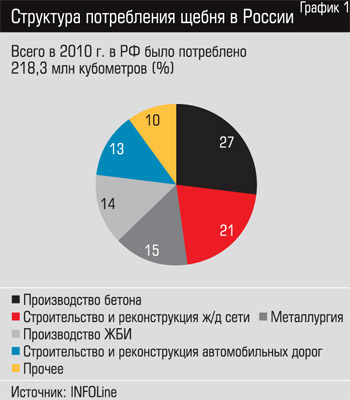 График 1
Структура потребления щебня в России
Всего в 2010 г. в РФ было потреблено
218,3 млн кубометров (%)
10
27
13
14
21
15
Производство бетона
Строительство и реконструкция ж/д сети Металлургия
Производство ЖБИ
Строительство и реконструкция автомобильных дорог
Прочее
Источник: INFOLine